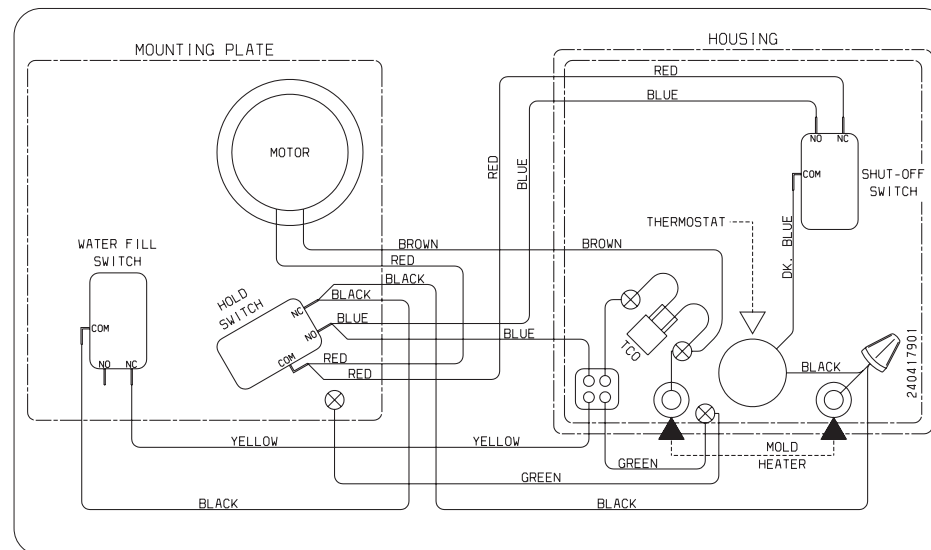 HOUSING
MOUNTING PLATE
RED
BLUE
MOTOR
NO NC
COM
SHUT-OFF
SWITCH
RED
BLUE
THERMOSTAT
DK. BLUE
WATER FILL
SWITCH
BROWN
BROWN
RED
BLACK
HOLD
SWITCH
NC
BLACK
COM
NO
BLUE
BLUE
TCO
NO NC
COM
RED
RED
BLACK
240417901
YELLOW
YELLOW
MOLD
HEATER
GREEN
GREEN
BLACK
BLACK